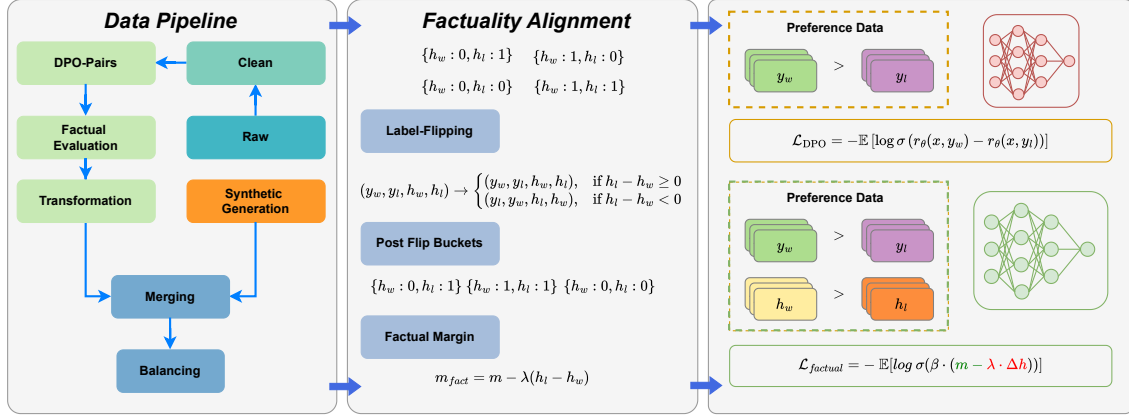 Data Pipeline
DPO-Pairs
Clean
Factual
Evaluation
Raw
Transformation
Synthetic
Generation
Merging
Balancing
Factuality Alignment
{h_w : 0, h_l : 1} {h_w : 1, h_l : 0}
{h_w : 0, h_l : 0} {h_w : 1, h_l : 1}
Label-Flipping
(y_w, y_l, h_w, h_l) → { (y_w, y_l, h_w, h_l), if h_l − h_w ≥ 0
(y_l, y_w, h_l, h_w), if h_l − h_w < 0
Post Flip Buckets
{h_w : 0, h_l : 1} {h_w : 1, h_l : 1} {h_w : 0, h_l : 0}
Factual Margin
m_fact = m − λ(h_l − h_w)
Preference Data
y_w > y_l
ℒ_DPO = −𝔼 [log σ (r_θ(x, y_w) − r_θ(x, y_l))]
Preference Data
y_w > y_l
h_w > h_l
ℒ_factual = − 𝔼[log σ(β · (m − λ · Δh))]